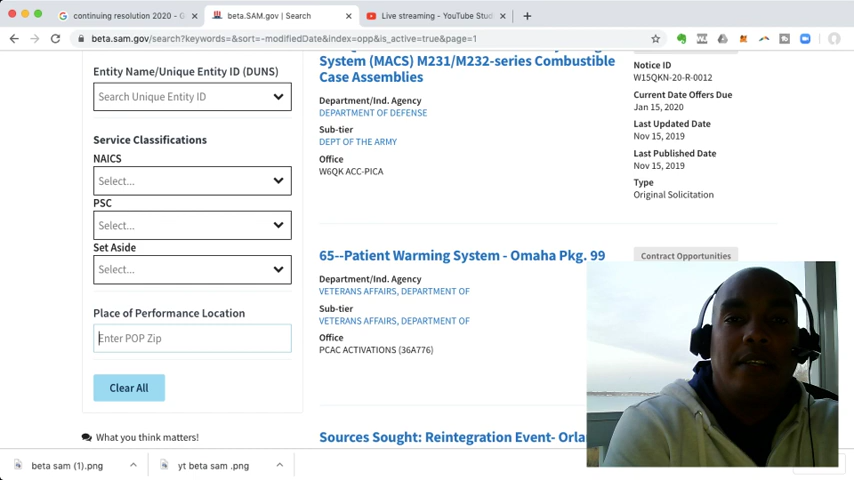 continuing resolution 2020 - G
beta.SAM.gov | Search
Live streaming - YouTube Stud
beta.sam.gov/search?keywords=&sort=-modifiedDate&index=opp&is_active=true&page=1
Entity Name/Unique Entity ID (DUNS)
Search Unique Entity ID
Service Classifications
NAICS
Select...
PSC
Select...
Set Aside
Select...
Place of Performance Location
Enter POP Zip
Clear All
What you think matters!
System (MACS) M231/M232-series Combustible
Case Assemblies
Department/Ind. Agency
DEPARTMENT OF DEFENSE
Sub-tier
DEPT OF THE ARMY
Office
W6QK ACC-PICA
Notice ID
W15QKN-20-R-0012
Current Date Offers Due
Jan 15, 2020
Last Updated Date
Nov 15, 2019
Last Published Date
Nov 15, 2019
Type
Original Solicitation
65--Patient Warming System - Omaha Pkg. 99
Contract Opportunities
Department/Ind. Agency
VETERANS AFFAIRS, DEPARTMENT OF
Sub-tier
VETERANS AFFAIRS, DEPARTMENT OF
Office
PCAC ACTIVATIONS (36A776)
Sources Sought: Reintegration Event- Orla
beta sam (1).png
yt beta sam .png